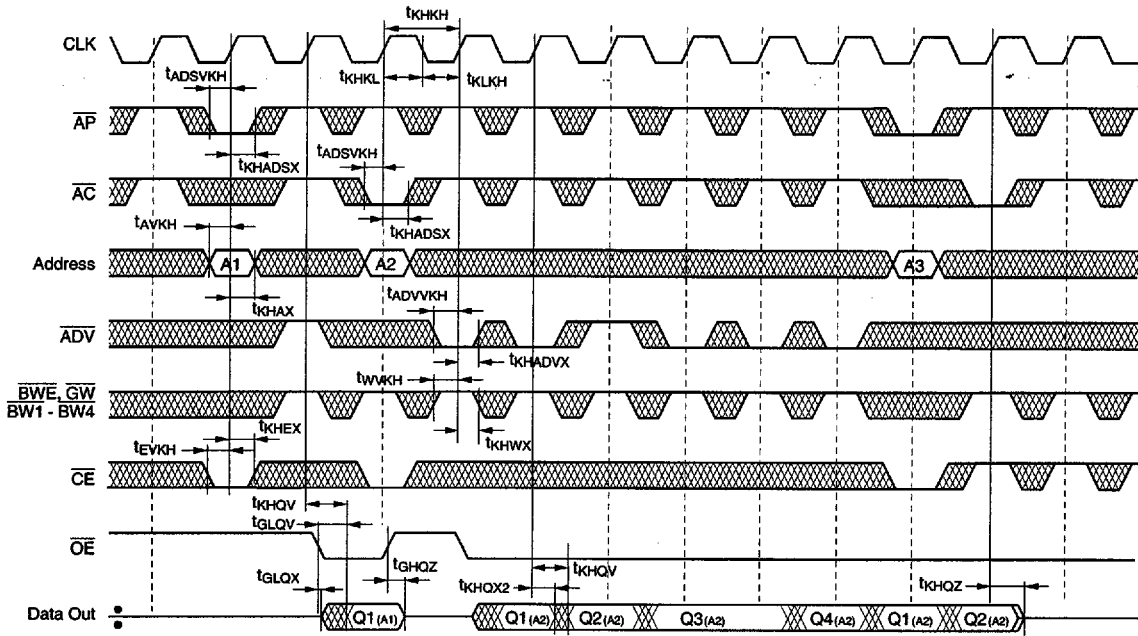 tKHKH
CLK
tADSVKH
tKHKL
tKLKH
AP
tKHADSX
tADSVKH
AC
tAVKH
tKHADSX
Address
A1
A2
A3
tKHAX
tADVVKH
ADV
tKHADVX
BWE, GW
BW1 - BW4
tWVKH
tEVKH
tKHEX
tKHWX
CE
tKHQV
tGLQV
OE
tGLQX
tGHQZ
tKHQX2
tKHQV
tKHQZ
Data Out
Q1(A1)
Q1(A2)
Q2(A2)
Q3(A2)
Q4(A2)
Q1(A2)
Q2(A2)